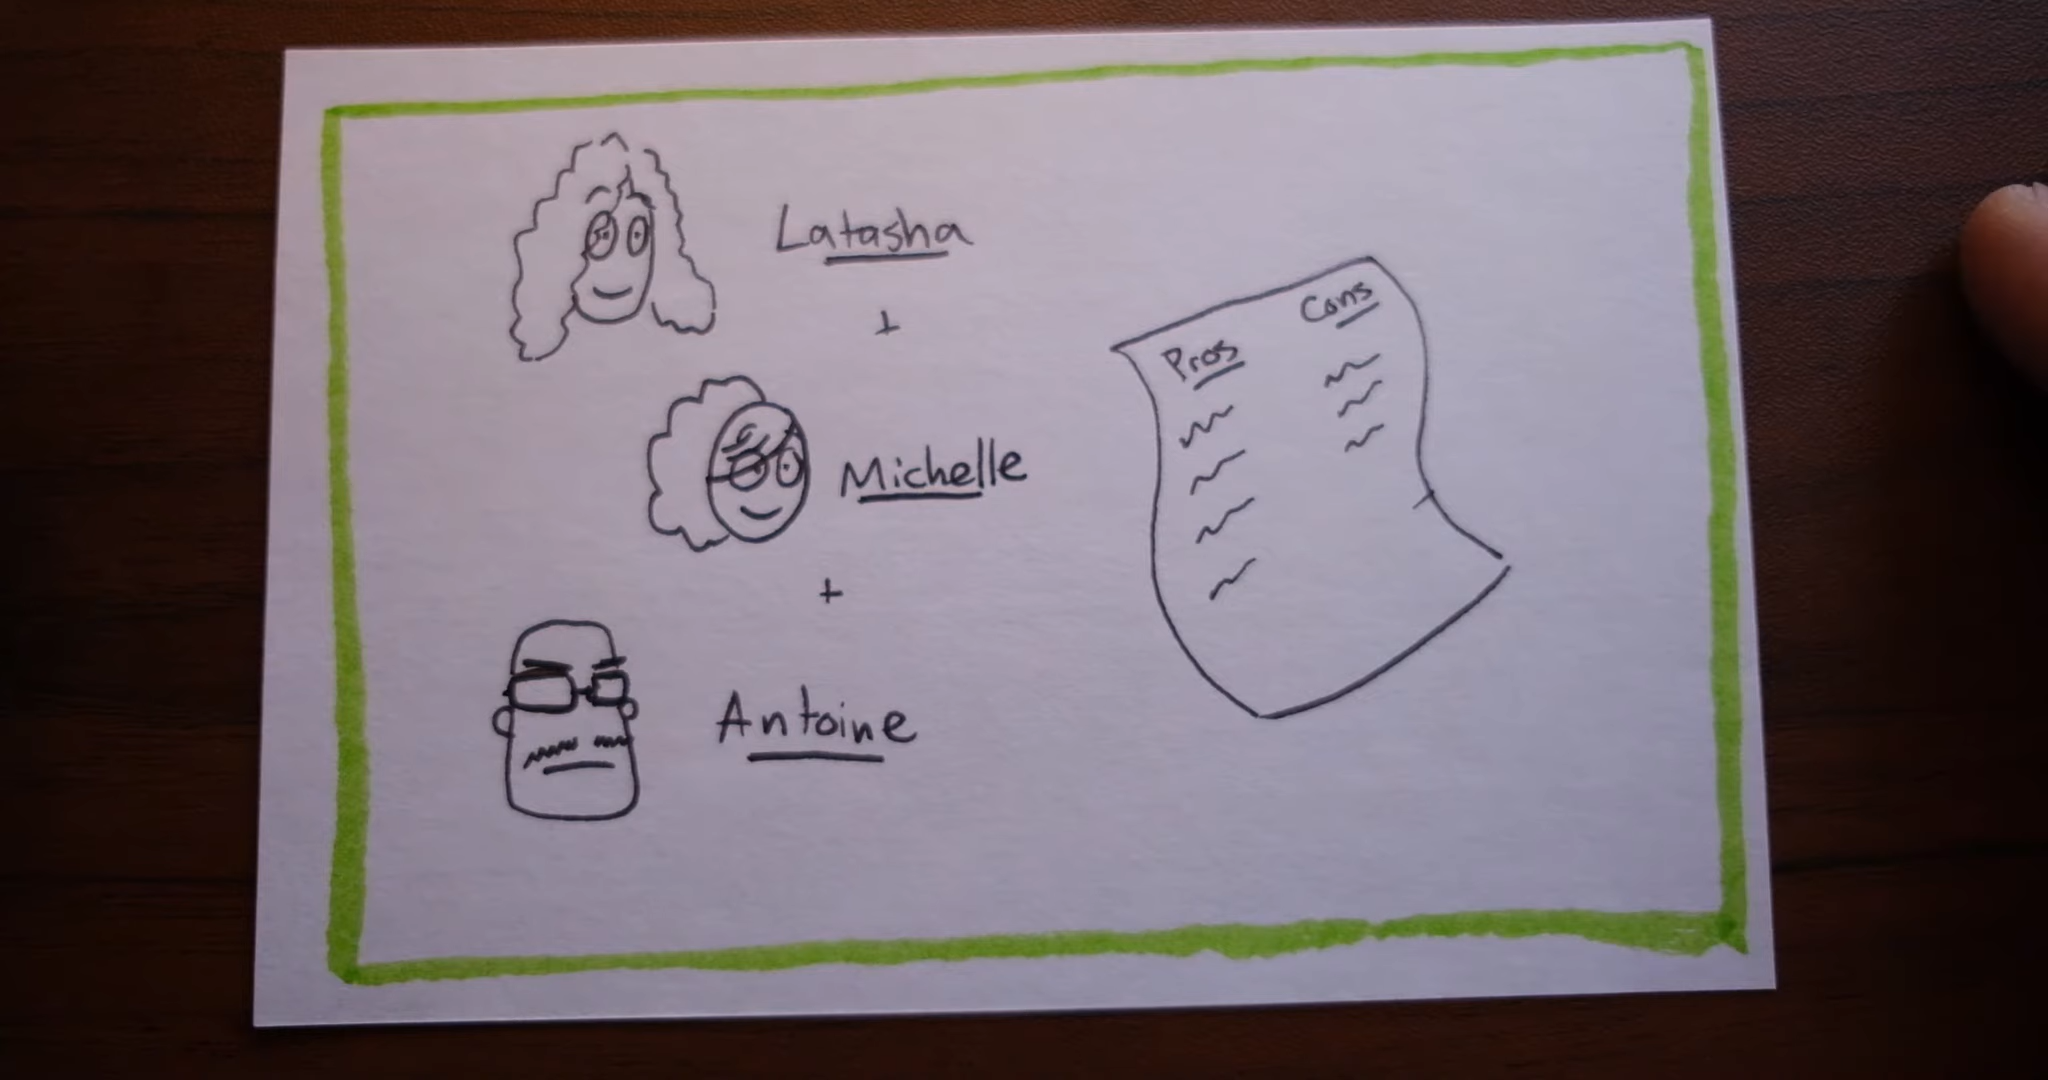 Latasha
+
Michelle
+
Antoine
Pros
Cons